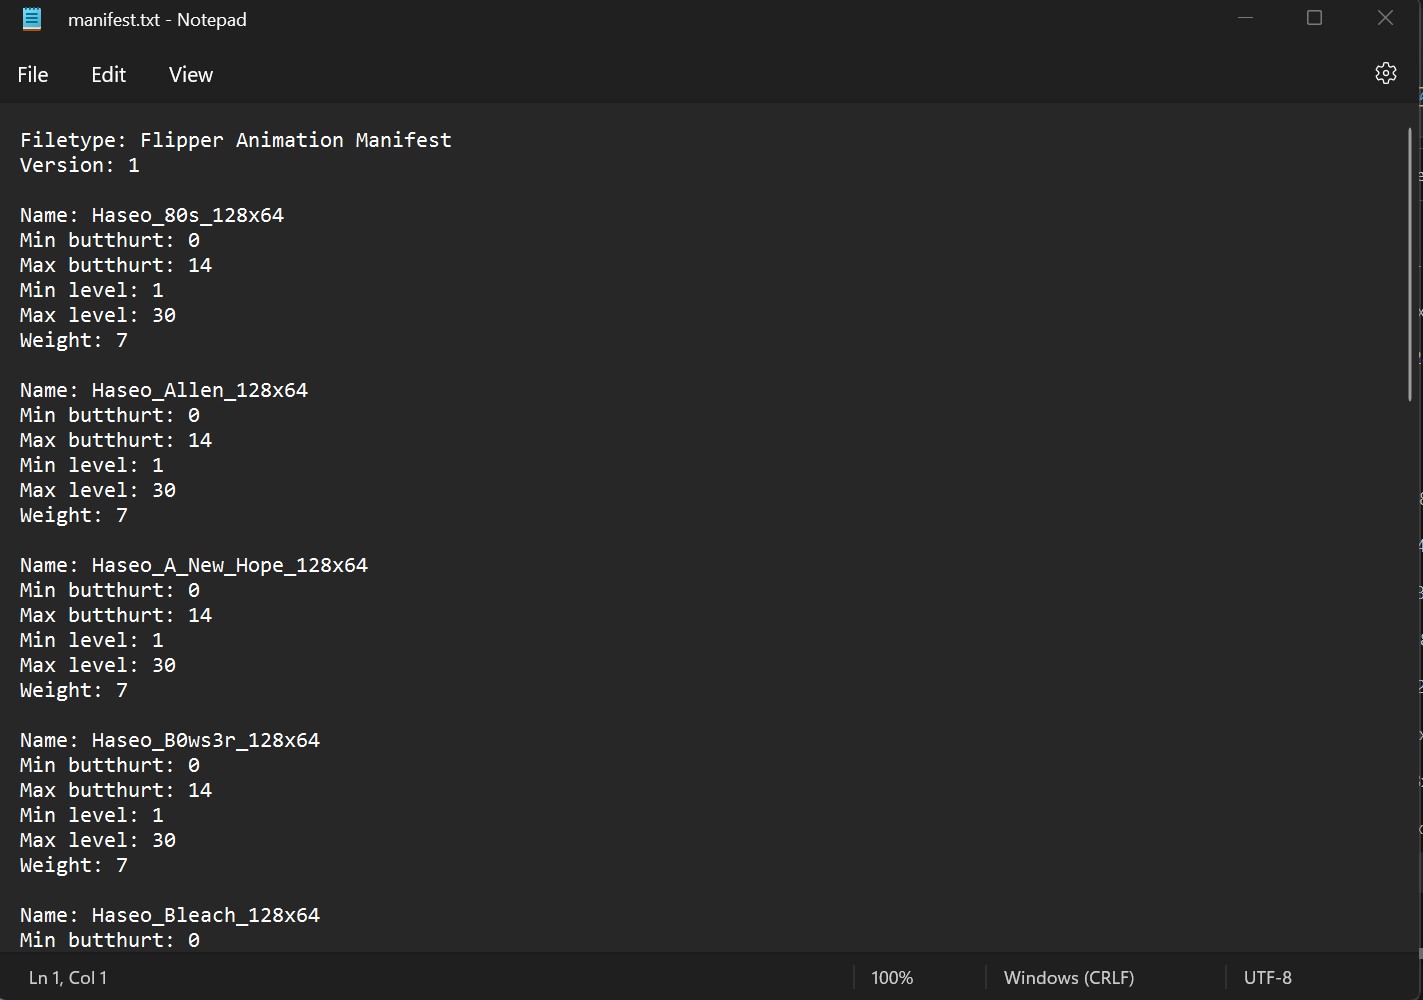 manifest.txt - Notepad
File Edit View
Filetype: Flipper Animation Manifest
Version: 1
Name: Haseo_80s_128x64
Min butthurt: 0
Max butthurt: 14
Min level: 1
Max level: 30
Weight: 7
Name: Haseo_Allen_128x64
Min butthurt: 0
Max butthurt: 14
Min level: 1
Max level: 30
Weight: 7
Name: Haseo_A_New_Hope_128x64
Min butthurt: 0
Max butthurt: 14
Min level: 1
Max level: 30
Weight: 7
Name: Haseo_B0ws3r_128x64
Min butthurt: 0
Max butthurt: 14
Min level: 1
Max level: 30
Weight: 7
Name: Haseo_Bleach_128x64
Min butthurt: 0
Ln 1, Col 1 100% Windows (CRLF) UTF-8